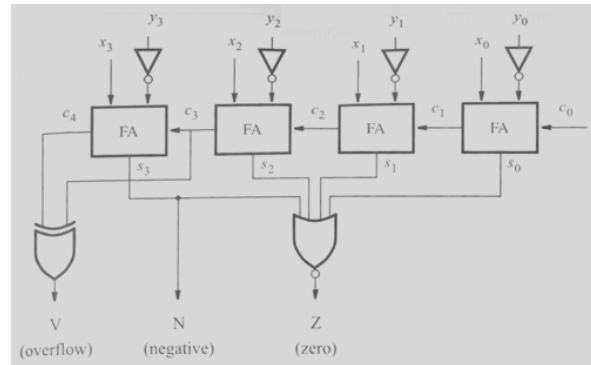 y3 y2 y1 y0
x3 x2 x1 x0
c4 FA c3 FA c2 FA c1 FA c0
s3 s2 s1 s0
V N Z
(overflow) (negative) (zero)